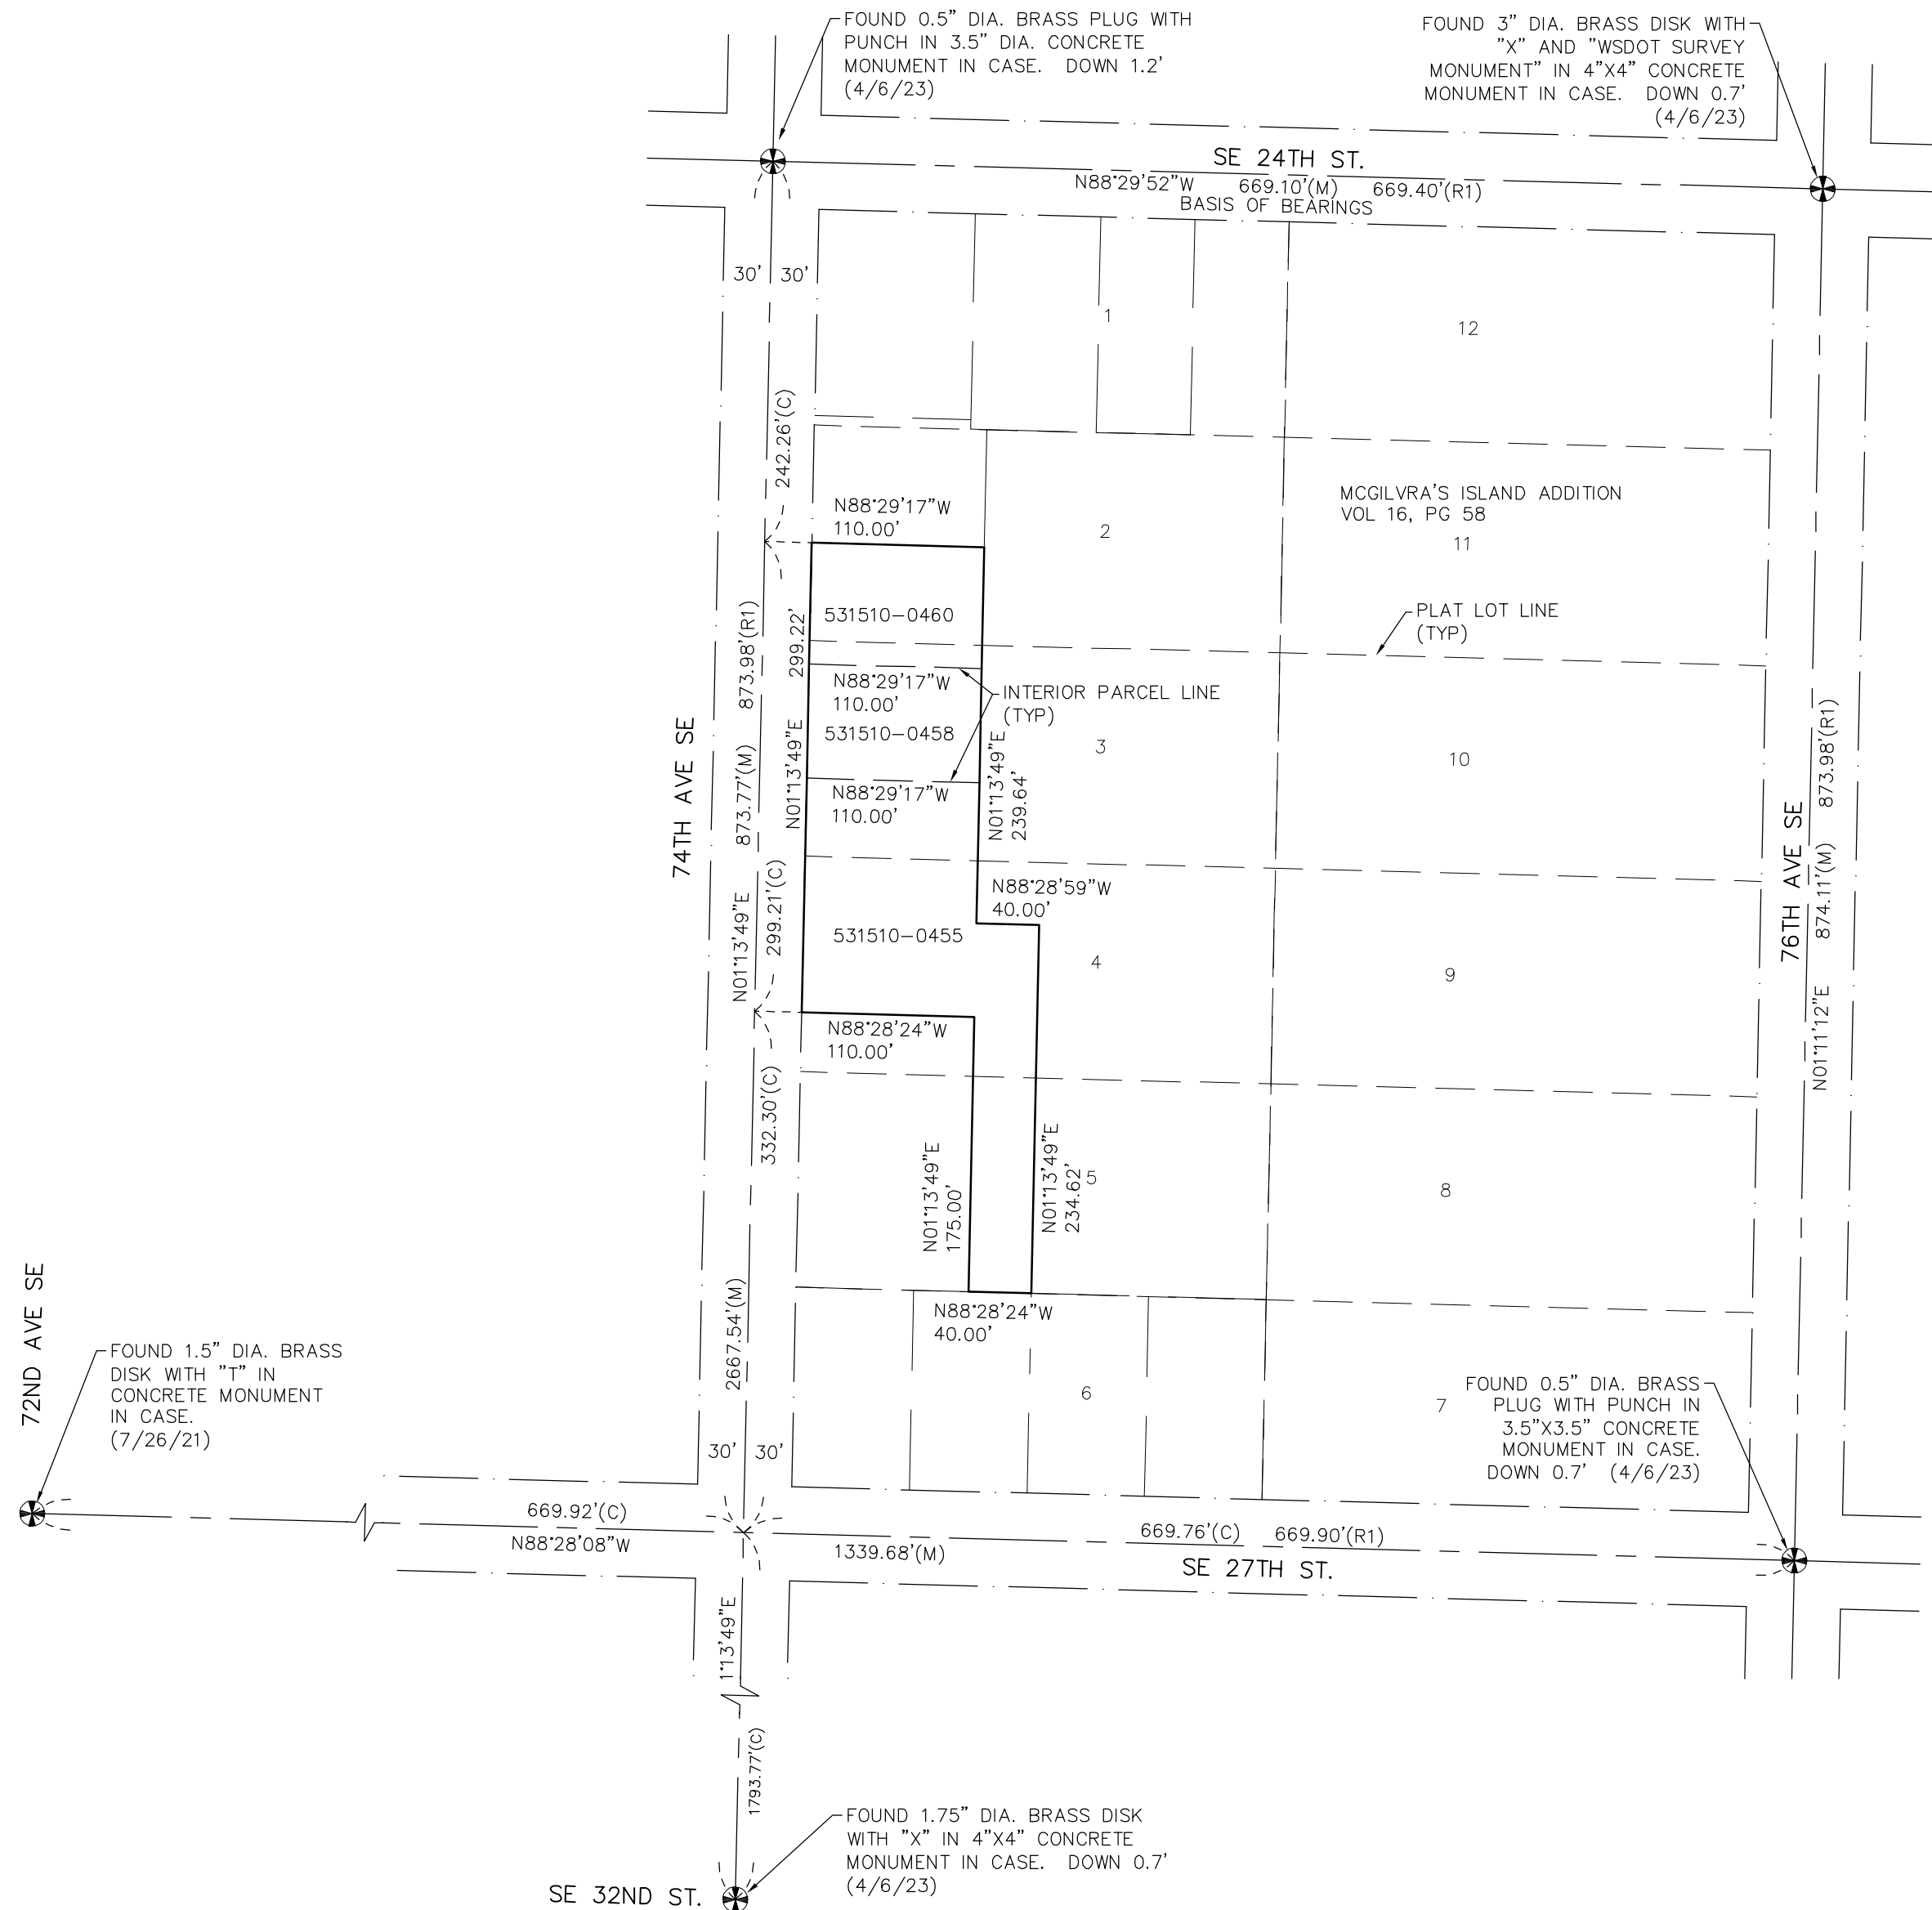 FOUND 0.5" DIA. BRASS PLUG WITH
PUNCH IN 3.5" DIA. CONCRETE
MONUMENT IN CASE.  DOWN 1.2'
(4/6/23)
FOUND 3" DIA. BRASS DISK WITH
"X" AND "WSDOT SURVEY
MONUMENT" IN 4"X4" CONCRETE
MONUMENT IN CASE.  DOWN 0.7'
(4/6/23)
SE 24TH ST.
N88°29'52"W 669.10'(M) 669.40'(R1)
BASIS OF BEARINGS
30' 30'
1
12
242.26'(C)
N88°29'17"W
110.00'
2
MCGILVRA'S ISLAND ADDITION
VOL 16, PG 58
11
531510-0460
PLAT LOT LINE
(TYP)
N88°29'17"W
110.00'
INTERIOR PARCEL LINE
(TYP)
531510-0458
3
10
N88°29'17"W
110.00'
N01°13'49"E
239.64'
N01°13'49"E 299.22'
N01°13'49"E 873.77'(M) 873.98'(R1)
299.21'(C)
74TH AVE SE
76TH AVE SE
N01°11'12"E 874.11'(M) 873.98'(R1)
N88°28'59"W
40.00'
531510-0455
4
9
N88°28'24"W
110.00'
332.30'(C)
N01°13'49"E
175.00'
N01°13'49"E
234.62'
5
8
N88°28'24"W
40.00'
2667.54'(M)
72ND AVE SE
FOUND 1.5" DIA. BRASS
DISK WITH "T" IN
CONCRETE MONUMENT
IN CASE.
(7/26/21)
6
7
FOUND 0.5" DIA. BRASS
PLUG WITH PUNCH IN
3.5"X3.5" CONCRETE
MONUMENT IN CASE.
DOWN 0.7'  (4/6/23)
30' 30'
669.92'(C)
N88°28'08"W
1339.68'(M)
669.76'(C) 669.90'(R1)
SE 27TH ST.
1°13'49"E
1793.77'(C)
FOUND 1.75" DIA. BRASS DISK
WITH "X" IN 4"X4" CONCRETE
MONUMENT IN CASE.  DOWN 0.7'
(4/6/23)
SE 32ND ST.